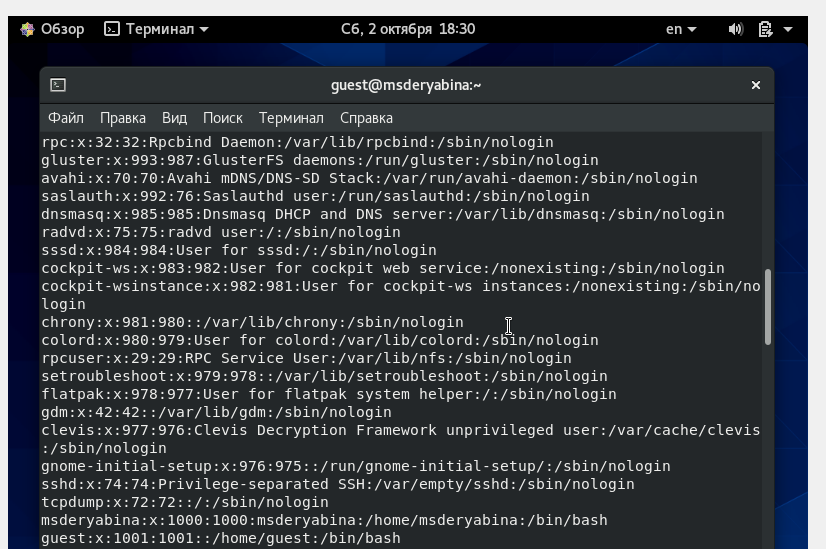 Обзор Терминал Сб, 2 октября 18:30 en
guest@msderyabina:~
Файл Правка Вид Поиск Терминал Справка
rpc:x:32:32:Rpcbind Daemon:/var/lib/rpcbind:/sbin/nologin
gluster:x:993:987:GlusterFS daemons:/run/gluster:/sbin/nologin
avahi:x:70:70:Avahi mDNS/DNS-SD Stack:/var/run/avahi-daemon:/sbin/nologin
saslauth:x:992:76:Saslauthd user:/run/saslauthd:/sbin/nologin
dnsmasq:x:985:985:Dnsmasq DHCP and DNS server:/var/lib/dnsmasq:/sbin/nologin
radvd:x:75:75:radvd user:/:/sbin/nologin
sssd:x:984:984:User for sssd:/:/sbin/nologin
cockpit-ws:x:983:982:User for cockpit web service:/nonexisting:/sbin/nologin
cockpit-wsinstance:x:982:981:User for cockpit-ws instances:/nonexisting:/sbin/no
login
chrony:x:981:980::/var/lib/chrony:/sbin/nologin
colord:x:980:979:User for colord:/var/lib/colord:/sbin/nologin
rpcuser:x:29:29:RPC Service User:/var/lib/nfs:/sbin/nologin
setroubleshoot:x:979:978::/var/lib/setroubleshoot:/sbin/nologin
flatpak:x:978:977:User for flatpak system helper:/:/sbin/nologin
gdm:x:42:42::/var/lib/gdm:/sbin/nologin
clevis:x:977:976:Clevis Decryption Framework unprivileged user:/var/cache/clevis
:/sbin/nologin
gnome-initial-setup:x:976:975::/run/gnome-initial-setup/:/sbin/nologin
sshd:x:74:74:Privilege-separated SSH:/var/empty/sshd:/sbin/nologin
tcpdump:x:72:72::/:/sbin/nologin
msderyabina:x:1000:1000:msderyabina:/home/msderyabina:/bin/bash
guest:x:1001:1001::/home/guest:/bin/bash